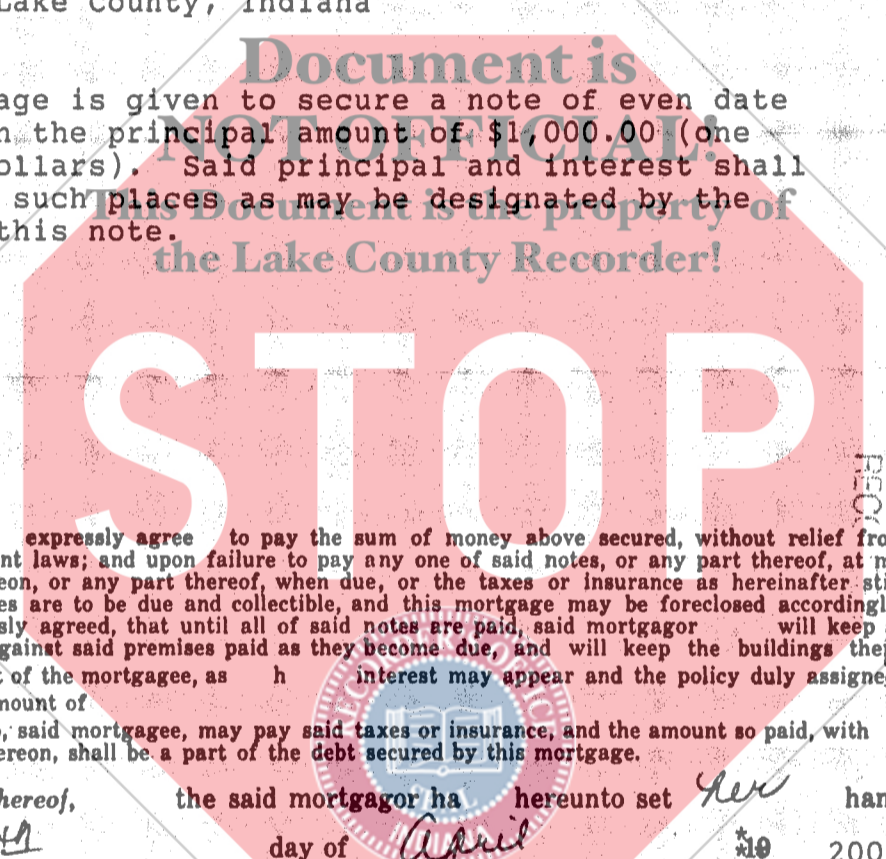 Lake County, Indiana
Document is
age is given to secure a note of even date
n the principal amount of $1,000.00 (one
NOT OFFICIAL!
ollars). Said principal and interest shall
such places as may be designated by the
This Document is the property of
this note.
the Lake County Recorder!
STOP
expressly agree to pay the sum of money above secured, without relief fro
nt laws; and upon failure to pay any one of said notes, or any part thereof, at m
eon, or any part thereof, when due, or the taxes or insurance as hereinafter sti
es are to be due and collectible, and this mortgage may be foreclosed accordingl
sly agreed, that until all of said notes are paid, said mortgagor will keep
gainst said premises paid as they become due, and will keep the buildings the
t of the mortgagee, as h interest may appear and the policy duly assigne
mount of
, said mortgagee, may pay said taxes or insurance, and the amount so paid, with
ereon, shall be a part of the debt secured by this mortgage.
hereof, the said mortgagor ha hereunto set her han
day of April 19 200